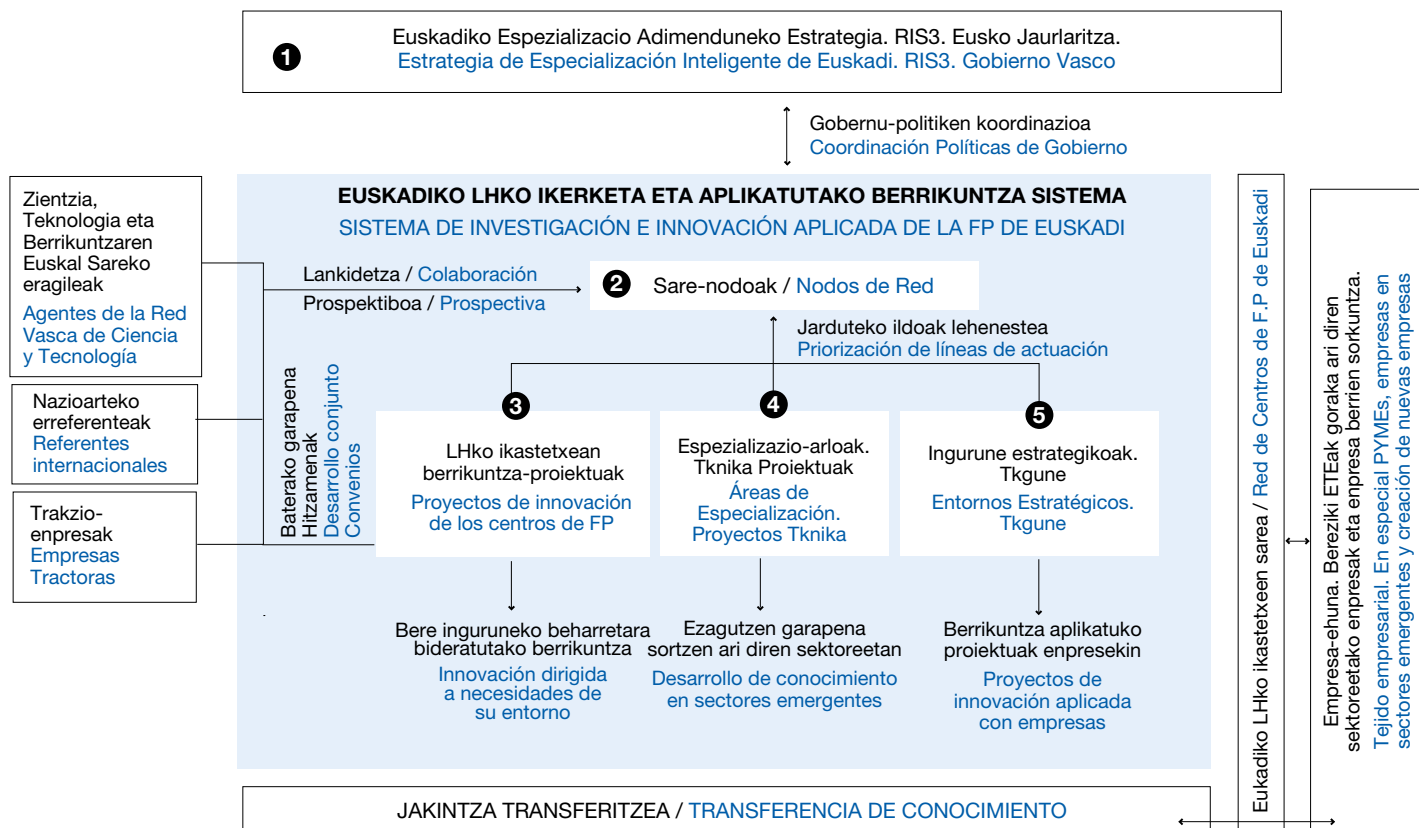 1
Euskadiko Espezializacio Adimenduneko Estrategia. RIS3. Eusko Jaurlaritza.
Estrategia de Especialización Inteligente de Euskadi. RIS3. Gobierno Vasco
Gobernu-politiken koordinazioa
Coordinación Políticas de Gobierno
Zientzia,
Teknologia eta
Berrikuntzaren
Euskal Sareko
eragileak
Agentes de la Red
Vasca de Ciencia
y Tecnología
Nazioarteko
erreferenteak
Referentes
internacionales
Trakzio-
enpresak
Empresas
Tractoras
EUSKADIKO LHKO IKERKETA ETA APLIKATUTAKO BERRIKUNTZA SISTEMA
SISTEMA DE INVESTIGACIÓN E INNOVACIÓN APLICADA DE LA FP DE EUSKADI
Lankidetza / Colaboración
Prospektiboa / Prospectiva
2 Sare-nodoak / Nodos de Red
Jarduteko ildoak lehenestea
Priorización de líneas de actuación
Baterako garapena
Hitzamenak
Desarrollo conjunto
Convenios
3
LHko ikastetxean
berrikuntza-proiektuak
Proyectos de innovación
de los centros de FP
4
Espezializazio-arloak.
Tknika Proiektuak
Áreas de
Especialización.
Proyectos Tknika
5
Ingurune estrategikoak.
Tkgune
Entornos Estratégicos.
Tkgune
Bere inguruneko beharretara
bideratutako berrikuntza
Innovación dirigida
a necesidades de
su entorno
Ezagutzen garapena
sortzen ari diren sektoreetan
Desarrollo de conocimiento
en sectores emergentes
Berrikuntza aplikatuko
proiektuak enpresekin
Proyectos de
innovación aplicada
con empresas
JAKINTZA TRANSFERITZEA / TRANSFERENCIA DE CONOCIMIENTO
Eukadiko LHko ikastetxeen sarea / Red de Centros de F.P de Euskadi
Empresa-ehuna. Bereziki ETEak goraka ari diren
sektoreetako enpresak eta enpresa berrien sorkuntza.
Tejido empresarial. En especial PYMEs, empresas en
sectores emergentes y creación de nuevas empresas